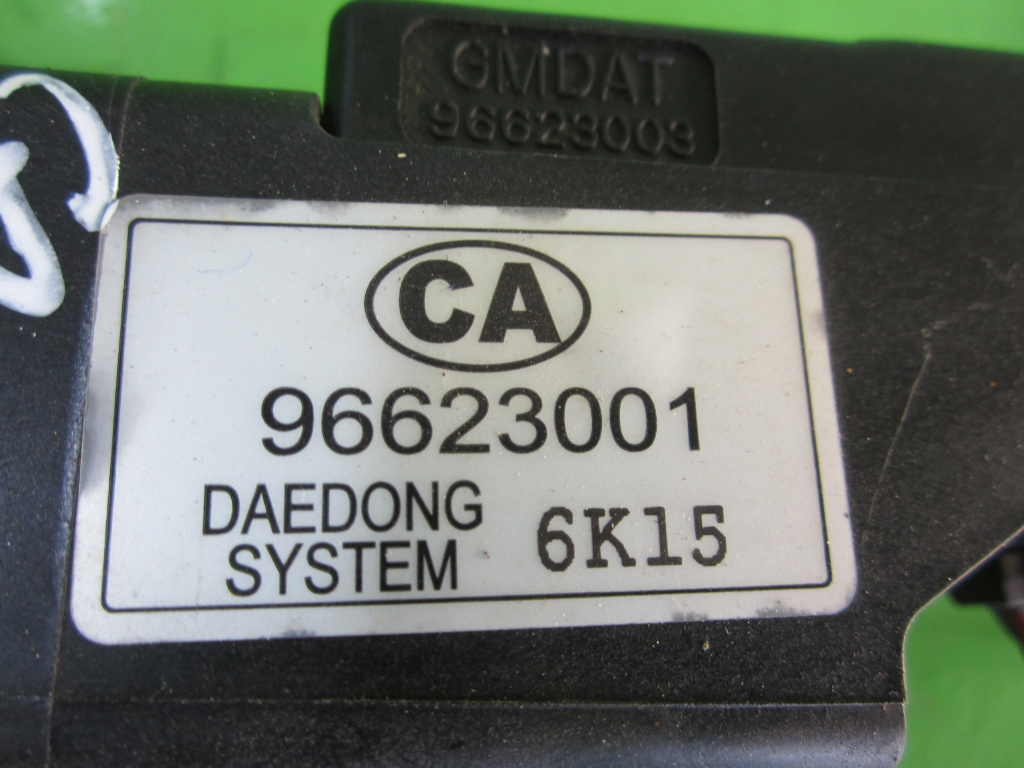 GMDAT
96623003
CA
96623001
DAEDONG
SYSTEM 6K15